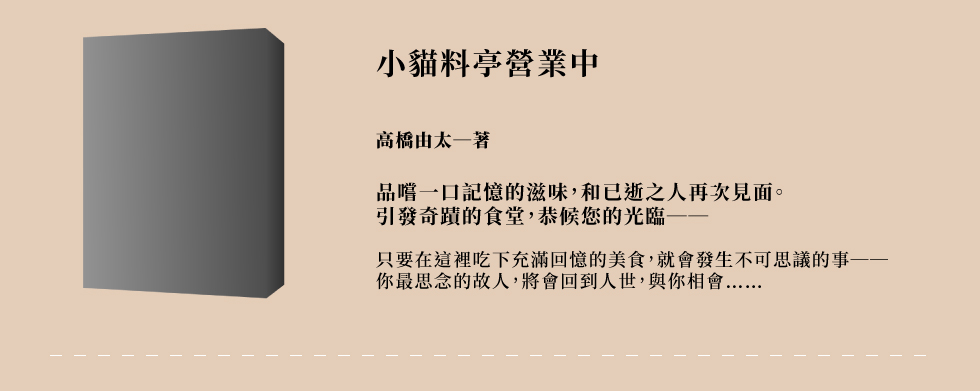 小貓料亭營業中
高橋由太—著
品嚐一口記憶的滋味，和已逝之人再次見面。
引發奇蹟的食堂，恭候您的光臨——
只要在這裡吃下充滿回憶的美食，就會發生不可思議的事——
你最思念的故人，將會回到人世，與你相會……